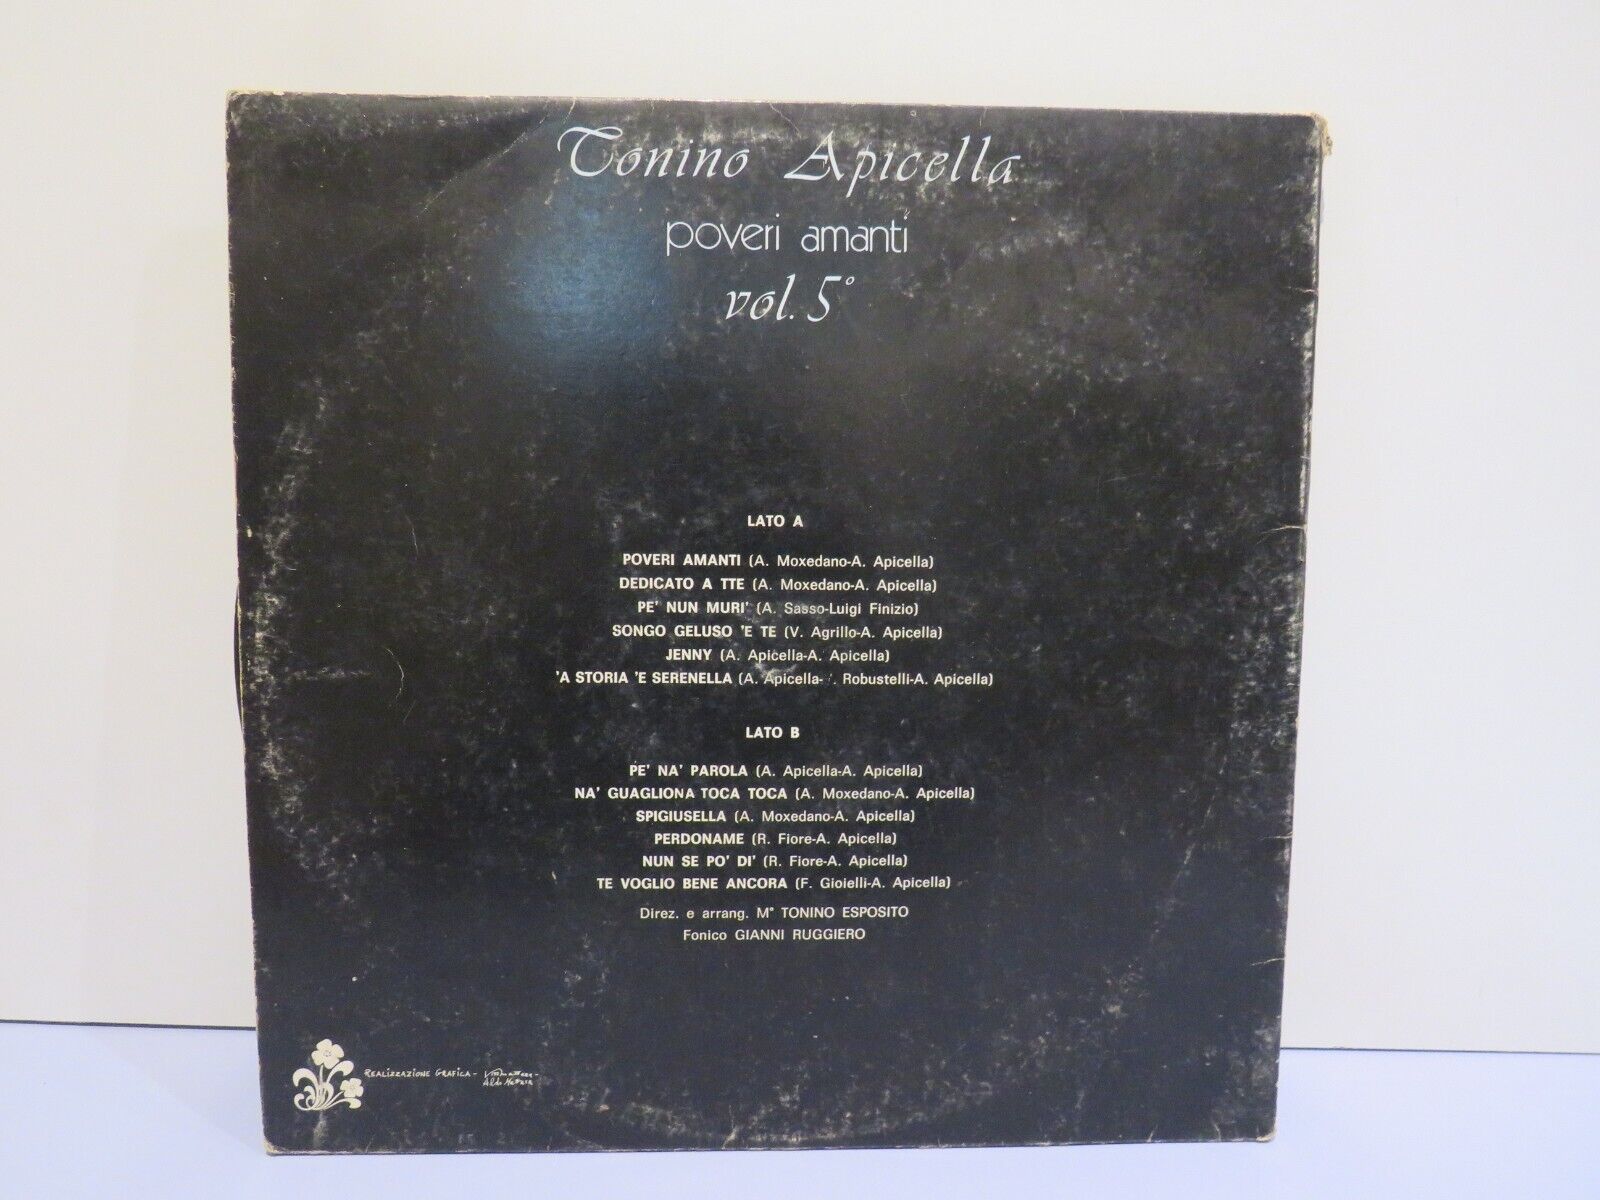 Tonino Apicella
poveri amanti
vol. 5°
LATO A
POVERI AMANTI (A. Moxedano-A. Apicella)
DEDICATO A TTE (A. Moxedano-A. Apicella)
PE' NUN MURI' (A. Sasso-Luigi Finizio)
SONGO GELUSO 'E TE (V. Agrillo-A. Apicella)
JENNY (A. Apicella-A. Apicella)
'A STORIA 'E SERENELLA (A. Apicella- . Robustelli-A. Apicella)
LATO B
PE' NA' PAROLA (A. Apicella-A. Apicella)
NA' GUAGLIONA TOCA TOCA (A. Moxedano-A. Apicella)
SPIGIUSELLA (A. Moxedano-A. Apicella)
PERDONAME (R. Fiore-A. Apicella)
NUN SE PO' DI' (R. Fiore-A. Apicella)
TE VOGLIO BENE ANCORA (F. Gioielli-A. Apicella)
Direz. e arrang. M° TONINO ESPOSITO
Fonico GIANNI RUGGIERO
REALIZZAZIONE GRAFICA -
Aldo